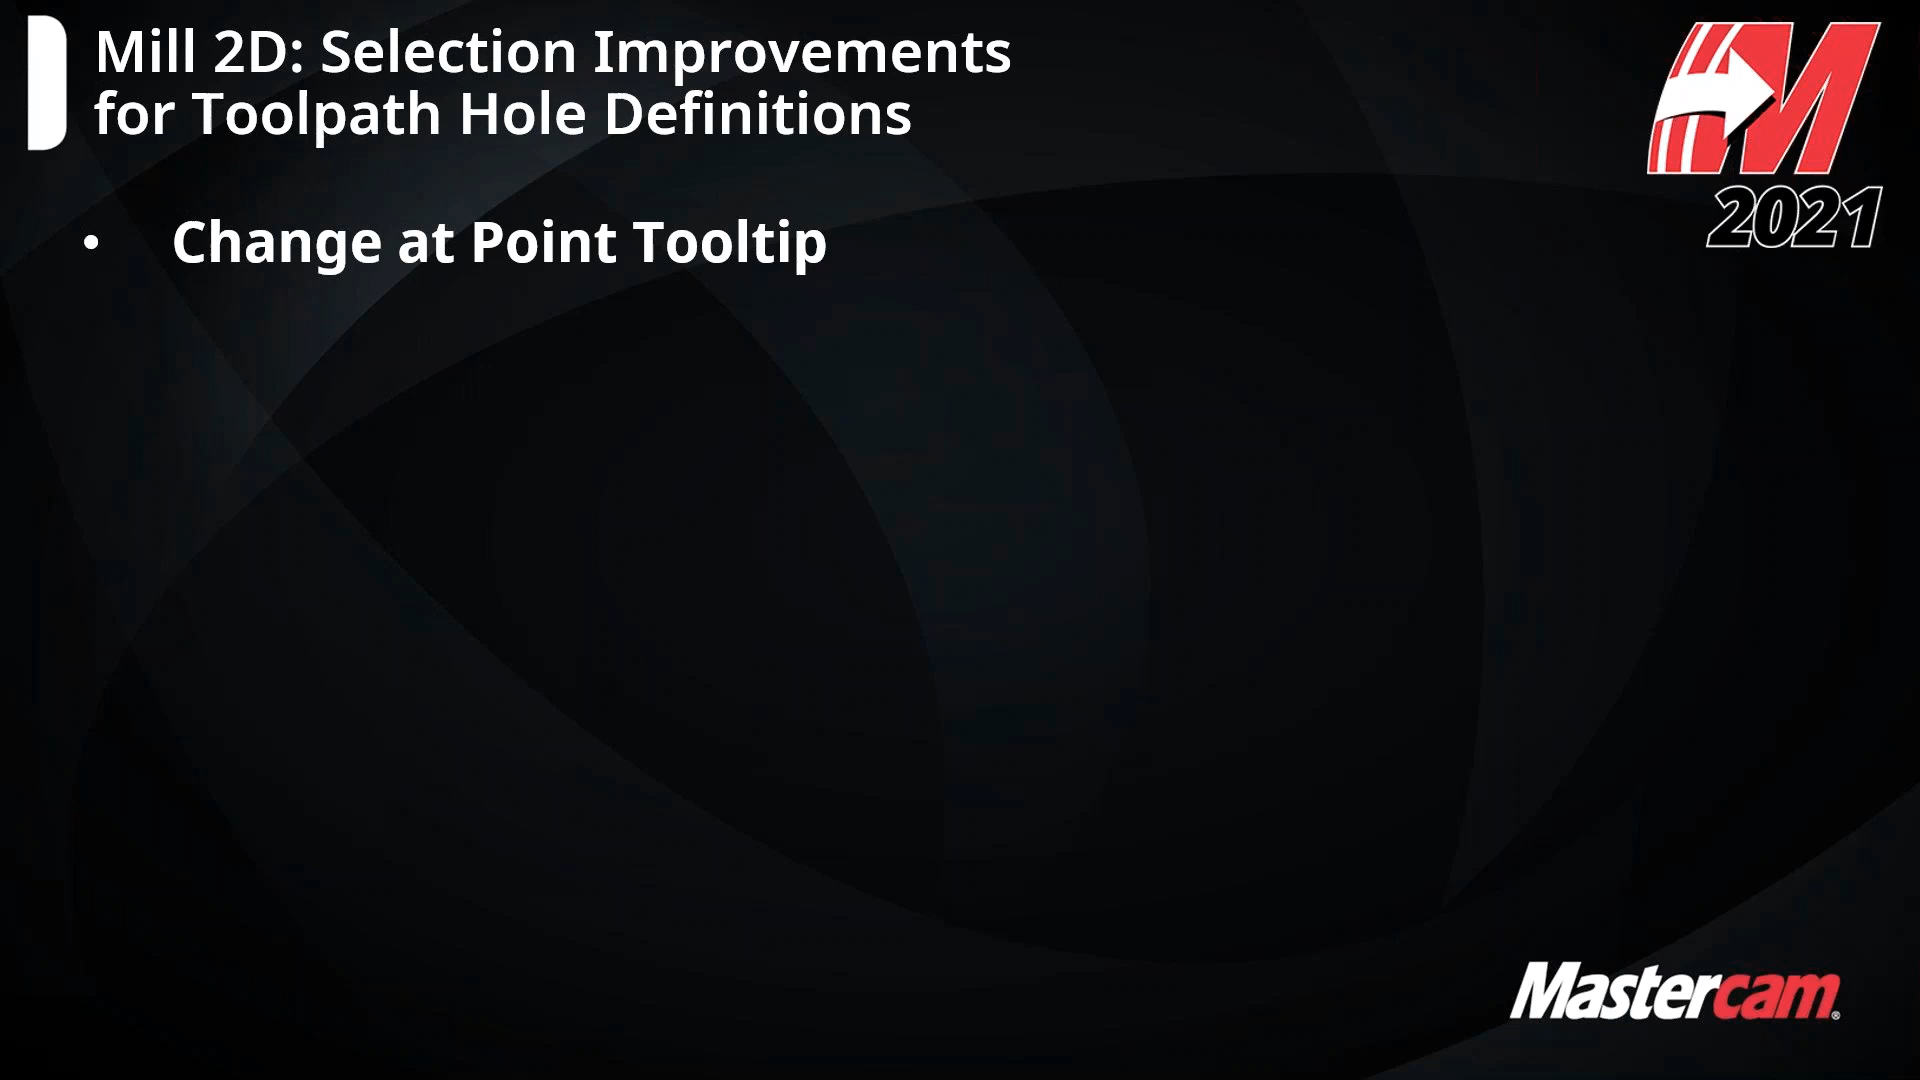 Mill 2D: Selection Improvements
for Toolpath Hole Definitions
M
2021
• Change at Point Tooltip
Mastercam®